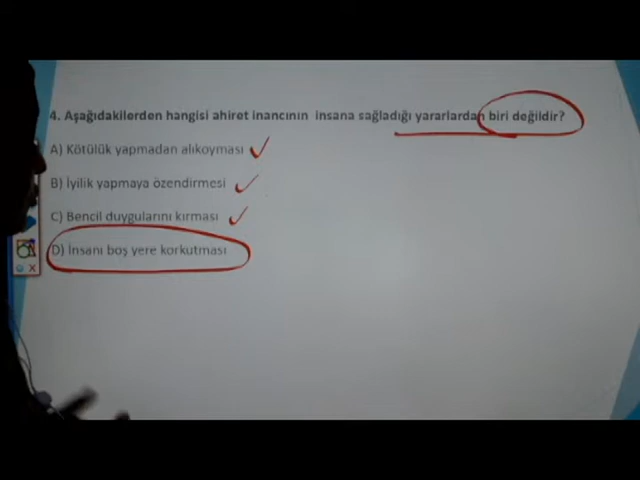 4. Aşağıdakilerden hangisi ahiret inancının insana sağladığı yararlardan biri değildir?
A) Kötülük yapmadan alıkoyması
B) İyilik yapmaya özendirmesi
C) Bencil duygularını kırması
D) İnsanı boş yere korkutması